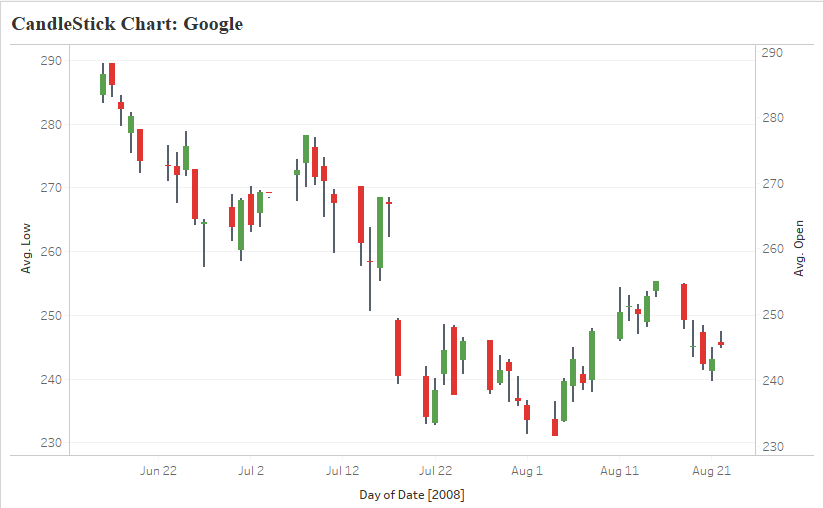 CandleStick Chart: Google
290
280
270
260
250
240
230
Avg. Low
290
280
270
260
250
240
230
Avg. Open
Jun 22
Jul 2
Jul 12
Jul 22
Aug 1
Aug 11
Aug 21
Day of Date [2008]